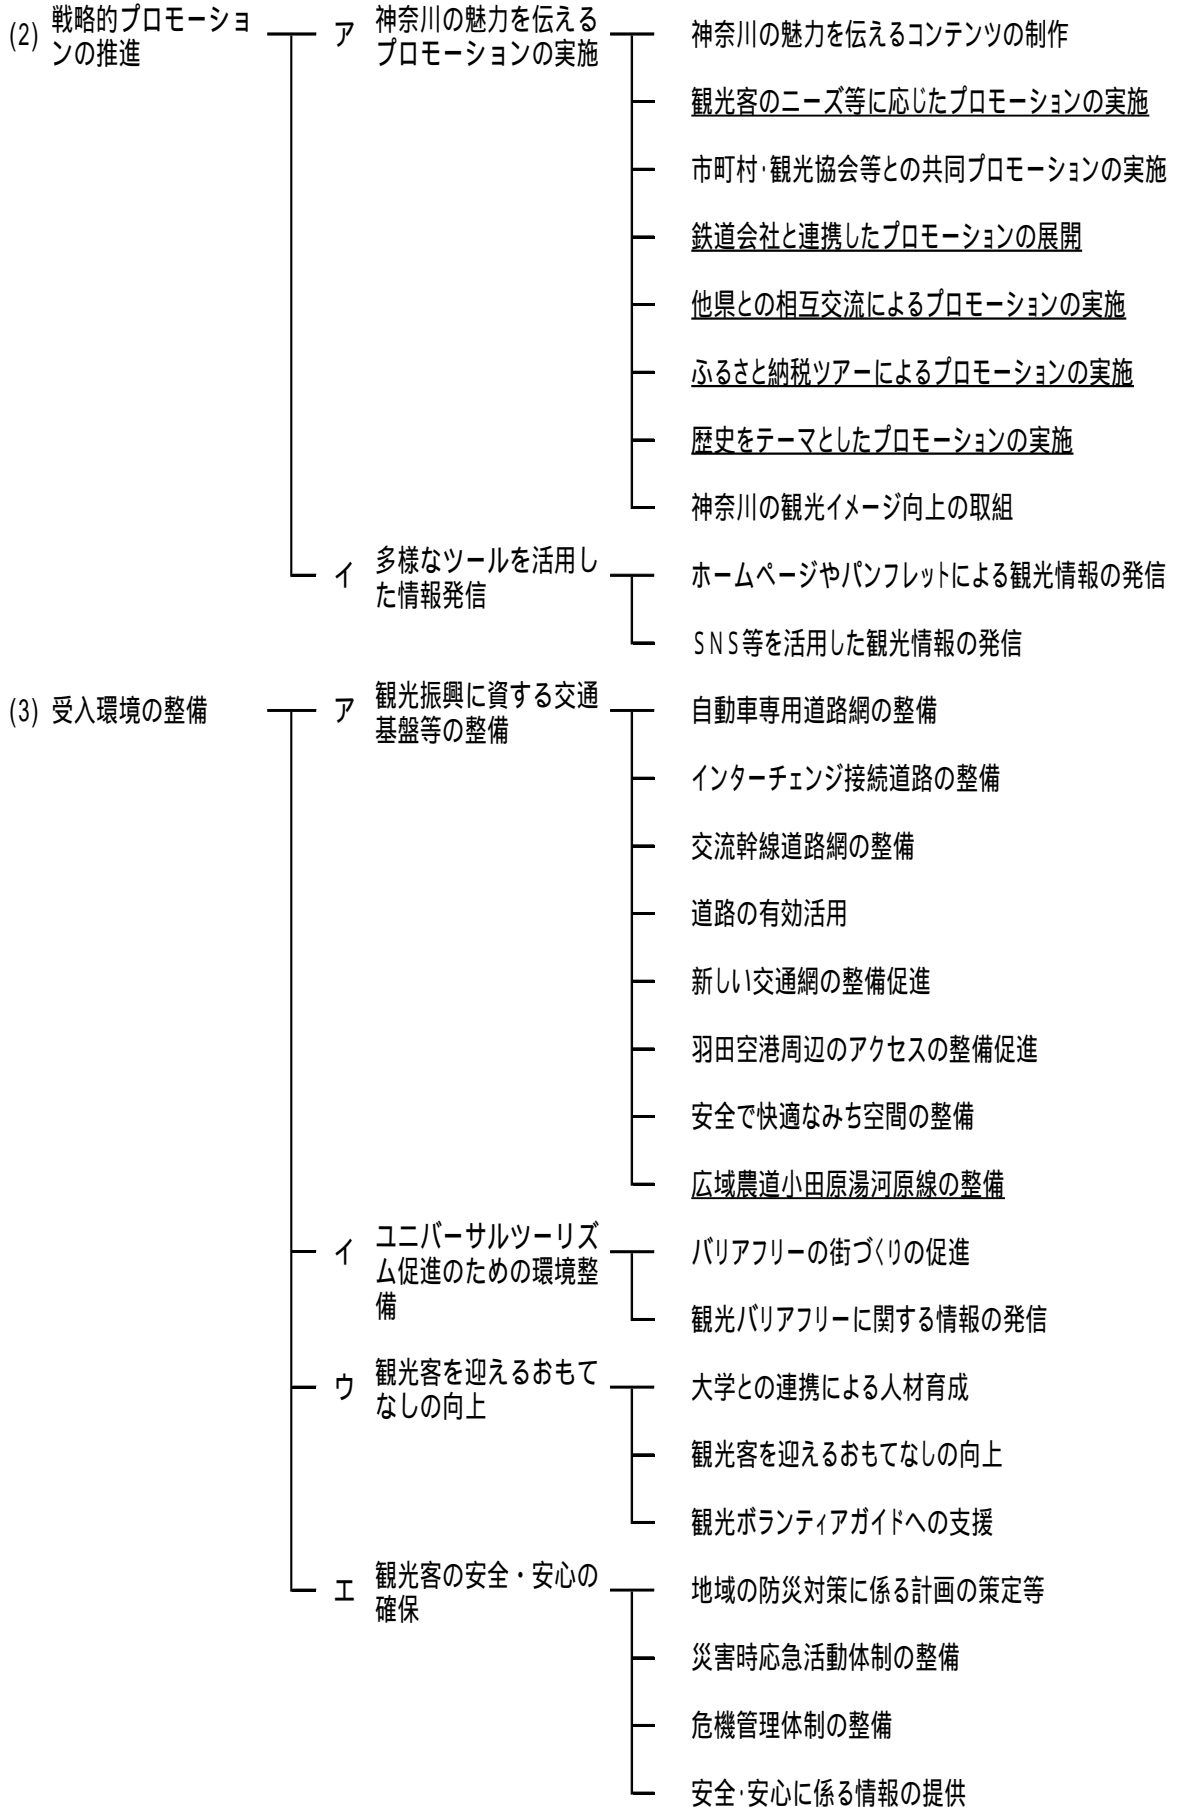 (2) 戦略的プロモーショ
ンの推進
ア 神奈川の魅力を伝える
プロモーションの実施
神奈川の魅力を伝えるコンテンツの制作
観光客のニーズ等に応じたプロモーションの実施
市町村・観光協会等との共同プロモーションの実施
鉄道会社と連携したプロモーションの展開
他県との相互交流によるプロモーションの実施
ふるさと納税ツアーによるプロモーションの実施
歴史をテーマとしたプロモーションの実施
神奈川の観光イメージ向上の取組
イ 多様なツールを活用し
た情報発信
ホームページやパンフレットによる観光情報の発信
SNS等を活用した観光情報の発信
(3) 受入環境の整備
ア 観光振興に資する交通
基盤等の整備
自動車専用道路網の整備
インターチェンジ接続道路の整備
交流幹線道路網の整備
道路の有効活用
新しい交通網の整備促進
羽田空港周辺のアクセスの整備促進
安全で快適なみち空間の整備
広域農道小田原湯河原線の整備
イ ユニバーサルツーリズ
ム促進のための環境整
備
バリアフリーの街づくりの促進
観光バリアフリーに関する情報の発信
ウ 観光客を迎えるおもて
なしの向上
大学との連携による人材育成
観光客を迎えるおもてなしの向上
観光ボランティアガイドへの支援
エ 観光客の安全・安心の
確保
地域の防災対策に係る計画の策定等
災害時応急活動体制の整備
危機管理体制の整備
安全・安心に係る情報の提供